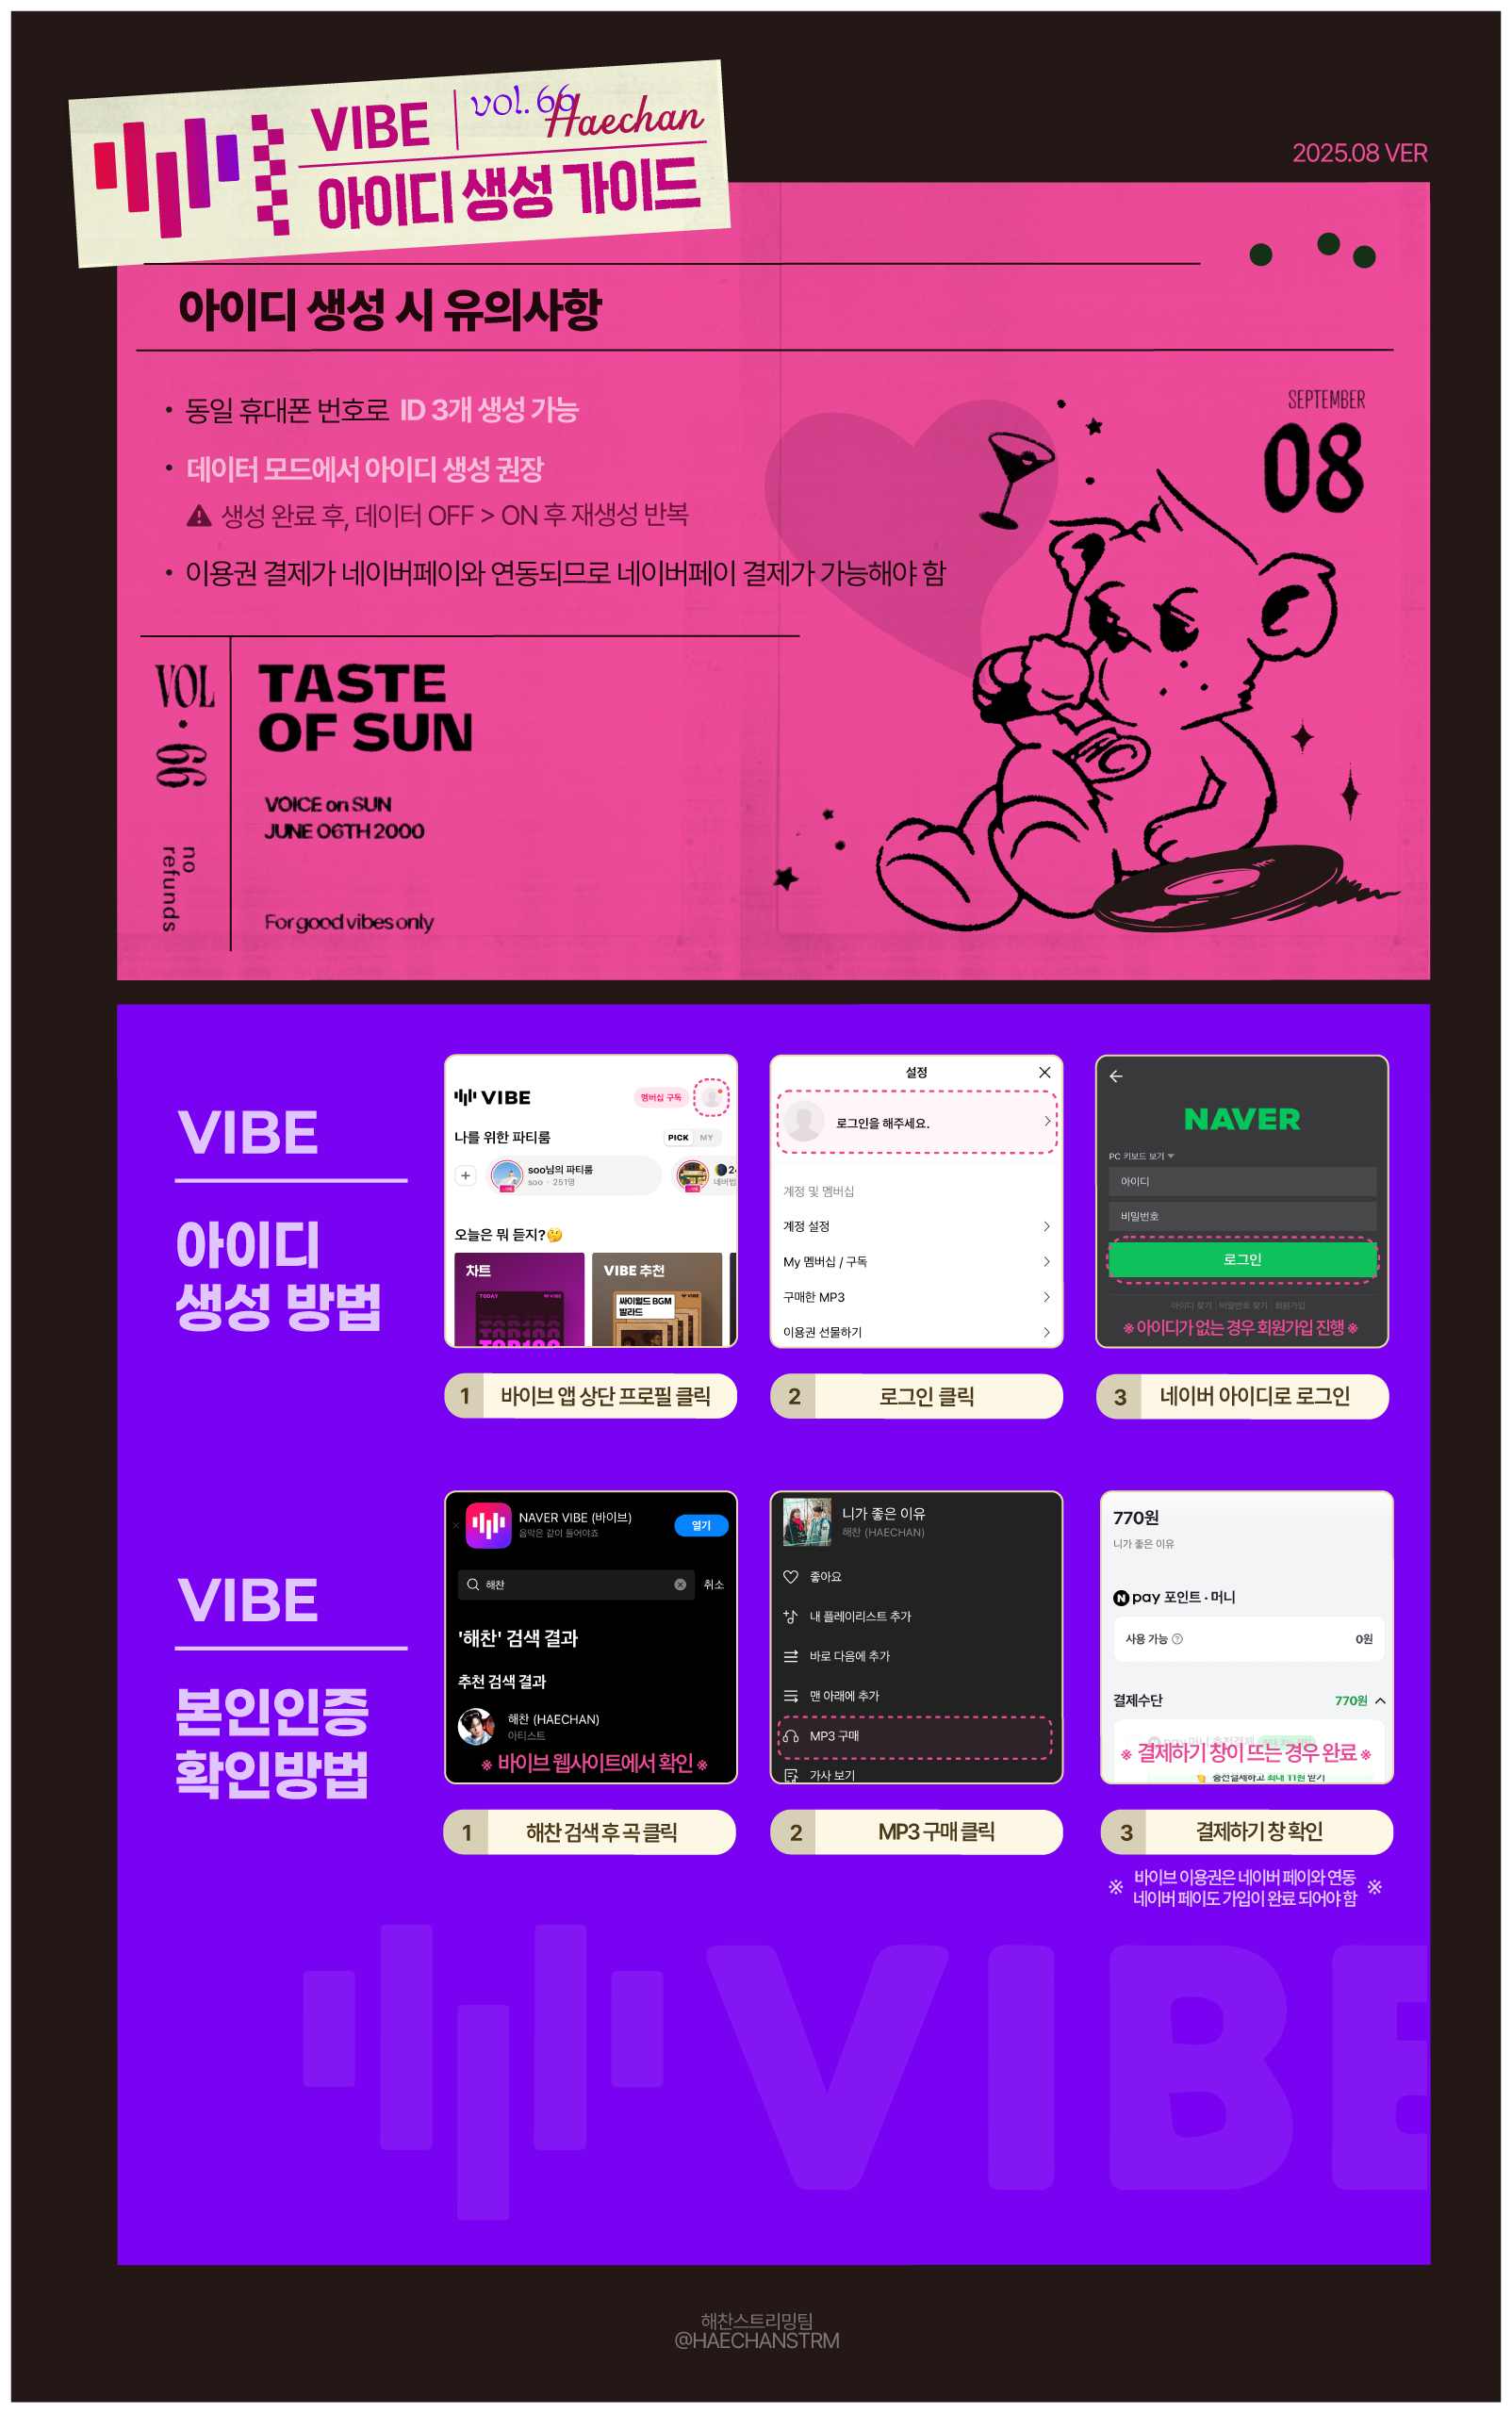 VIBE
vol.66
Haechan
아이디 생성 가이드
2025.08 VER
아이디 생성 시 유의사항
• 동일 휴대폰 번호로 ID 3개 생성 가능
• 데이터 모드에서 아이디 생성 권장
생성 완료 후, 데이터 OFF > ON 후 재생성 반복
• 이용권 결제가 네이버페이와 연동되므로 네이버페이 결제가 가능해야 함
SEPTEMBER
08
HC
VOL
• 66
no
refunds
TASTE
OF SUN
VOICE on SUN
JUNE 06TH 2000
For good vibes only
VIBE
아이디
생성 방법
VIBE
멤버십 구독
나를 위한 파티룸
PICK MY
soo님의 파티룸
soo · 251명
오늘은 뭐 듣지?🤔
차트
TODAY
VIBE
TOP100
VIBE 추천
싸이월드 BGM
발라드
VIBE
1 바이브 앱 상단 프로필 클릭
설정
로그인을 해주세요.
계정 및 멤버십
계정 설정
My 멤버십 / 구독
구매한 MP3
이용권 선물하기
2 로그인 클릭
NAVER
PC 키보드 보기
아이디
비밀번호
로그인
아이디 찾기 | 비밀번호 찾기 | 회원가입
※ 아이디가 없는 경우 회원가입 진행 ※
3 네이버 아이디로 로그인
VIBE
본인인증
확인방법
NAVER VIBE (바이브)
음악은 같이 들어야죠
열기
해찬
취소
'해찬' 검색 결과
추천 검색 결과
해찬 (HAECHAN)
아티스트
※ 바이브 웹사이트에서 확인 ※
1 해찬 검색 후 곡 클릭
니가 좋은 이유
해찬 (HAECHAN)
좋아요
내 플레이리스트 추가
바로 다음에 추가
맨 아래에 추가
MP3 구매
가사 보기
2 MP3 구매 클릭
770원
니가 좋은 이유
N pay 포인트 · 머니
사용 가능 ?
0원
결제수단
770원
※ 결제하기 창이 뜨는 경우 완료 ※
충전결제하고 최대 11원 받기
3 결제하기 창 확인
※ 바이브 이용권은 네이버 페이와 연동 ※
네이버 페이도 가입이 완료 되어야 함
VIBE
해찬스트리밍팀
@HAECHANSTRM